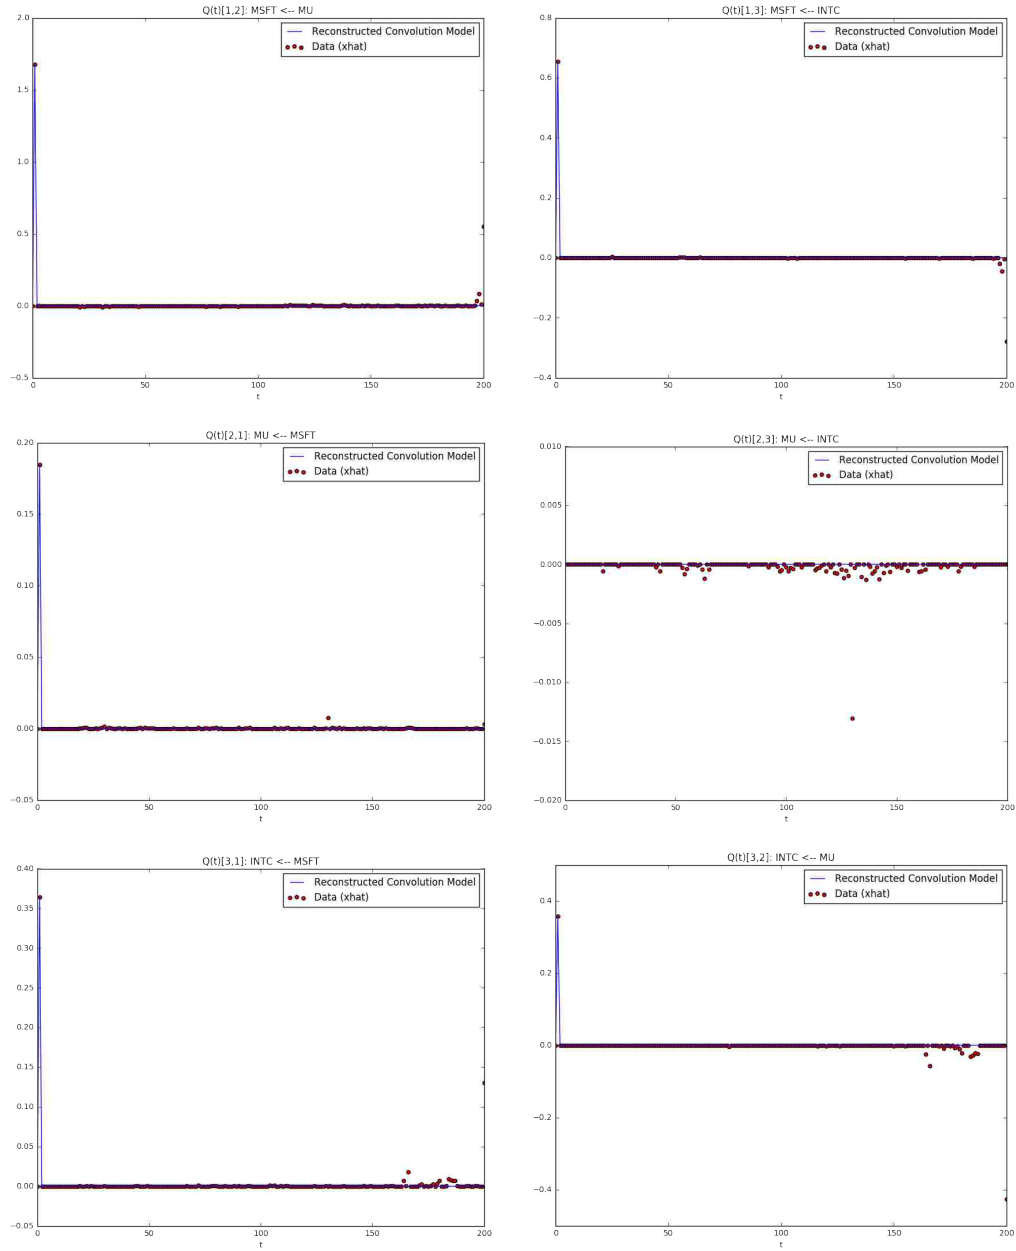 Q(t)[1,2]: MSFT <-- MU
Reconstructed Convolution Model
Data (xhat)
2.0
1.5
1.0
0.5
0.0
−0.5
0
50
100
150
200
t
Q(t)[1,3]: MSFT <-- INTC
Reconstructed Convolution Model
Data (xhat)
0.8
0.6
0.4
0.2
0.0
−0.2
−0.4
0
50
100
150
200
t
Q(t)[2,1]: MU <-- MSFT
Reconstructed Convolution Model
Data (xhat)
0.20
0.15
0.10
0.05
0.00
−0.05
0
50
100
150
200
t
Q(t)[2,3]: MU <-- INTC
Reconstructed Convolution Model
Data (xhat)
0.010
0.005
0.000
−0.005
−0.010
−0.015
−0.020
0
50
100
150
200
t
Q(t)[3,1]: INTC <-- MSFT
Reconstructed Convolution Model
Data (xhat)
0.40
0.35
0.30
0.25
0.20
0.15
0.10
0.05
0.00
−0.05
0
50
100
150
200
t
Q(t)[3,2]: INTC <-- MU
Reconstructed Convolution Model
Data (xhat)
0.4
0.2
0.0
−0.2
−0.4
0
50
100
150
200
t